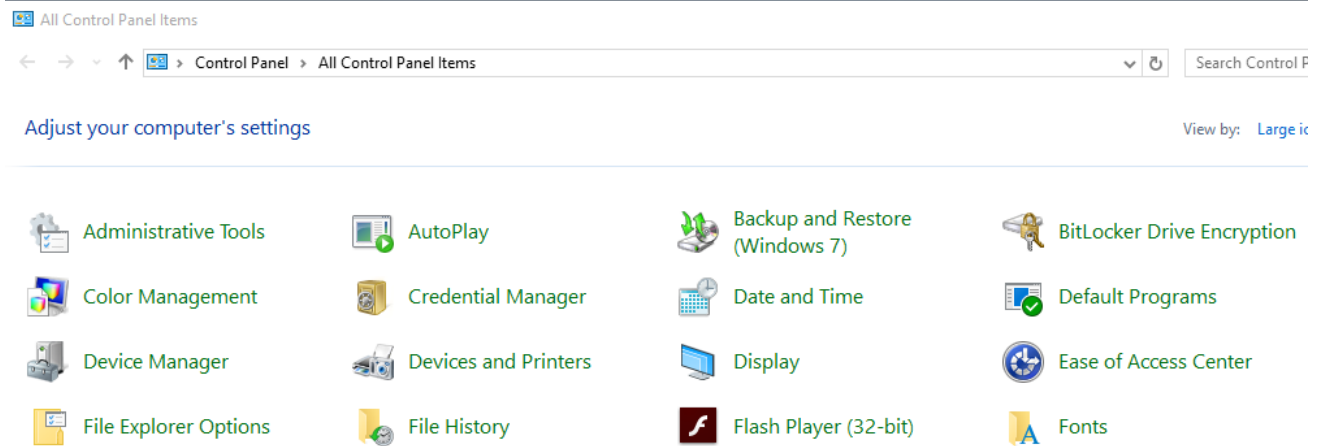 All Control Panel Items
Control Panel > All Control Panel Items
Search Control P
Adjust your computer's settings
View by: Large ic
Administrative Tools
AutoPlay
Backup and Restore
(Windows 7)
BitLocker Drive Encryption
Color Management
Credential Manager
Date and Time
Default Programs
Device Manager
Devices and Printers
Display
Ease of Access Center
File Explorer Options
File History
Flash Player (32-bit)
Fonts